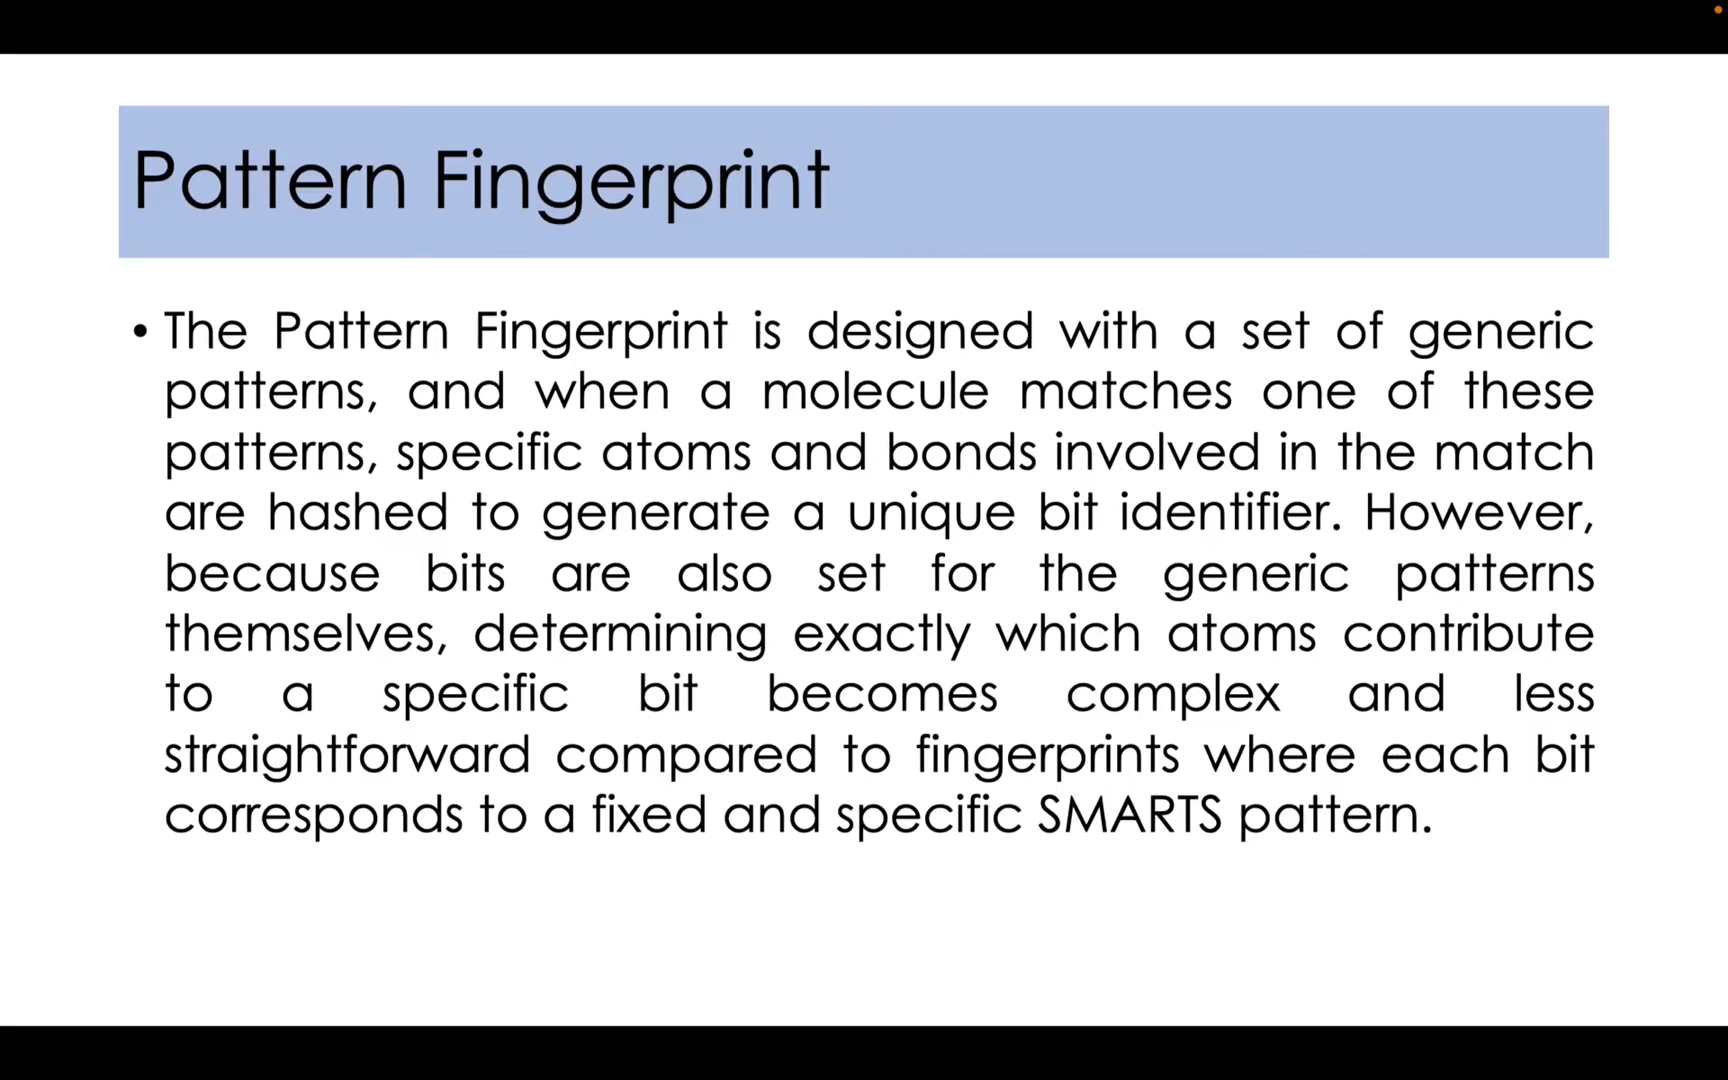 Pattern Fingerprint
• The Pattern Fingerprint is designed with a set of generic
patterns, and when a molecule matches one of these
patterns, specific atoms and bonds involved in the match
are hashed to generate a unique bit identifier. However,
because bits are also set for the generic patterns
themselves, determining exactly which atoms contribute
to a specific bit becomes complex and less
straightforward compared to fingerprints where each bit
corresponds to a fixed and specific SMARTS pattern.